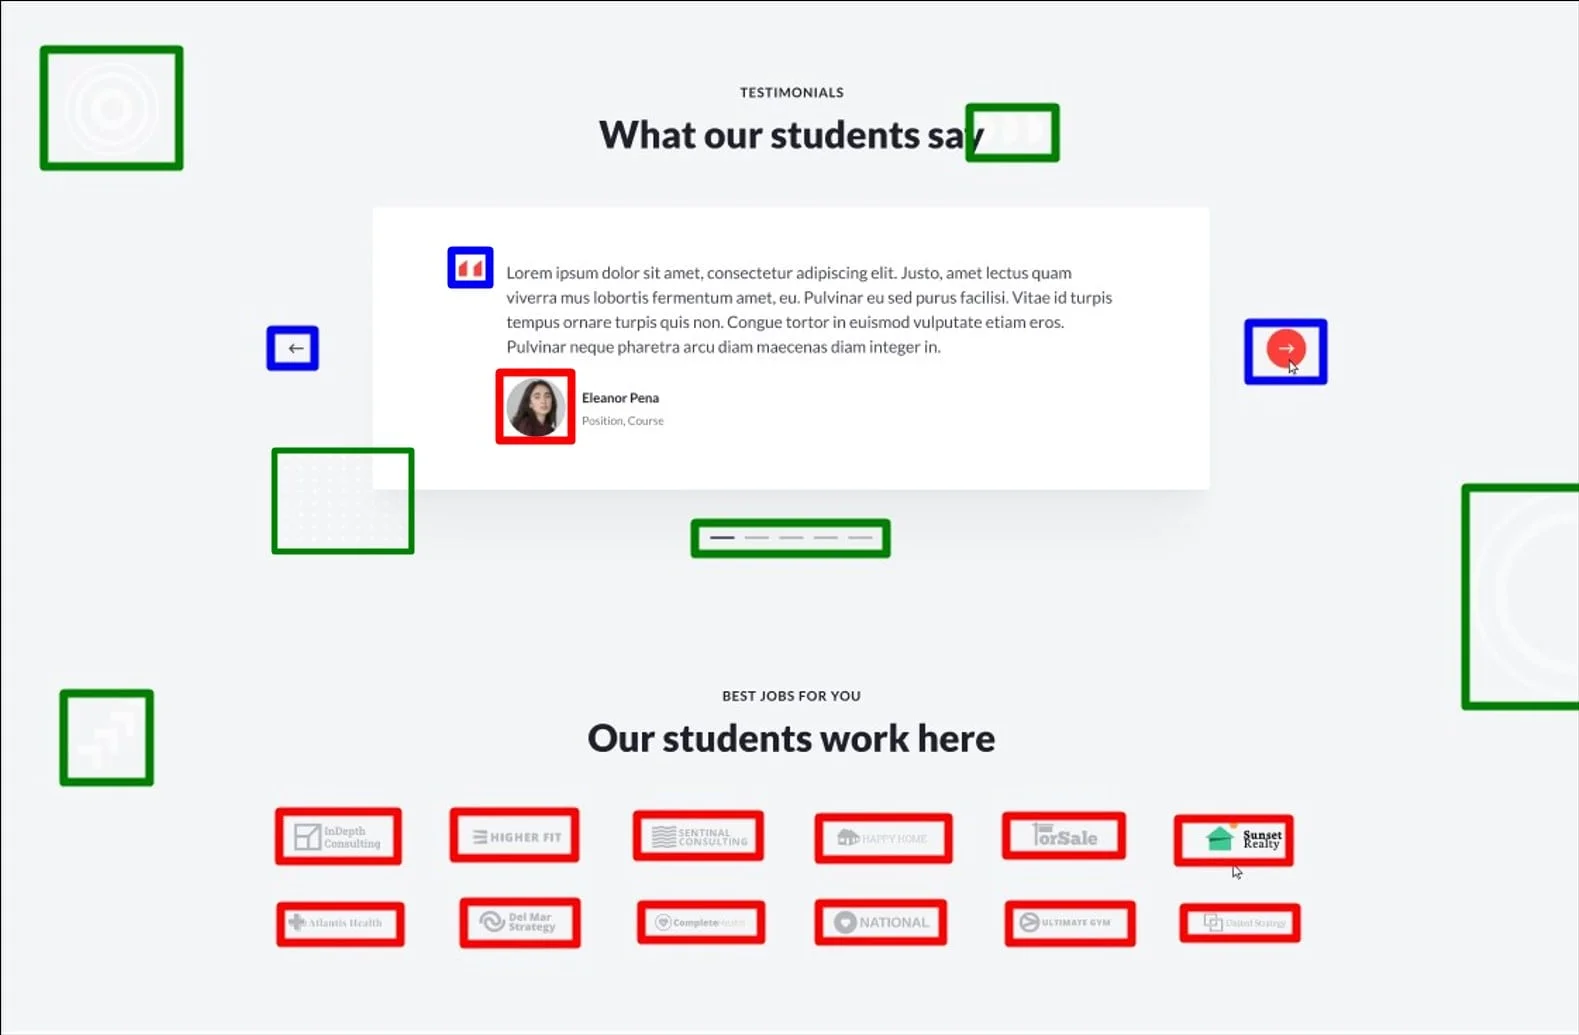 TESTIMONIALS
What our students say
Lorem ipsum dolor sit amet, consectetur adipiscing elit. Justo, amet lectus quam
viverra mus lobortis fermentum amet, eu. Pulvinar eu sed purus facilisi. Vitae id turpis
tempus ornare turpis quis non. Congue tortor in euismod vulputate etiam eros.
Pulvinar neque pharetra arcu diam maecenas diam integer in.
Eleanor Pena
Position, Course
BEST JOBS FOR YOU
Our students work here
InDepth
Consulting
HIGHER FIT
SENTINAL
CONSULTING
HAPPY HOME
forSale
Sunset
Realty
Atlantis Health
Del Mar
Strategy
CompleteHealth
NATIONAL
ULTIMATE GYM
United Strategy